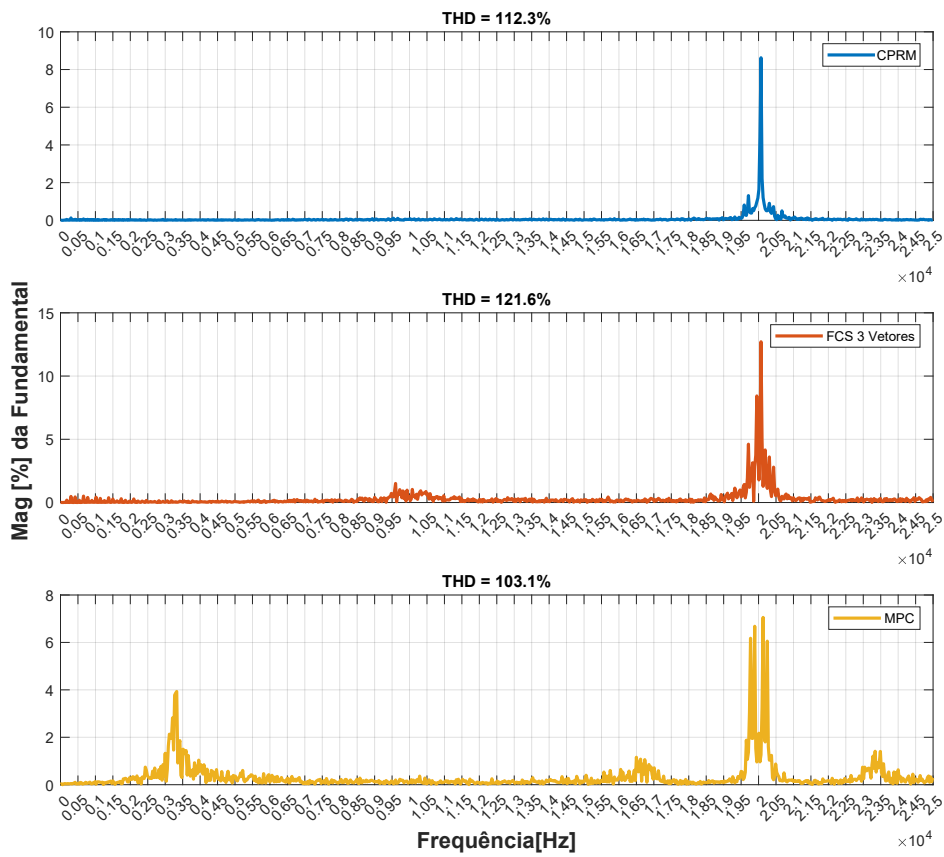 THD = 112.3%
10
8
6
4
2
0
CPRM
0 0.05 0.1 0.15 0.2 0.25 0.3 0.35 0.4 0.45 0.5 0.55 0.6 0.65 0.7 0.75 0.8 0.85 0.9 0.95 1 1.05 1.1 1.15 1.2 1.25 1.3 1.35 1.4 1.45 1.5 1.55 1.6 1.65 1.7 1.75 1.8 1.85 1.9 1.95 2 2.05 2.1 2.15 2.2 2.25 2.3 2.35 2.4 2.45 2.5
×10⁴
Mag [%] da Fundamental
THD = 121.6%
15
10
5
0
FCS 3 Vetores
0 0.05 0.1 0.15 0.2 0.25 0.3 0.35 0.4 0.45 0.5 0.55 0.6 0.65 0.7 0.75 0.8 0.85 0.9 0.95 1 1.05 1.1 1.15 1.2 1.25 1.3 1.35 1.4 1.45 1.5 1.55 1.6 1.65 1.7 1.75 1.8 1.85 1.9 1.95 2 2.05 2.1 2.15 2.2 2.25 2.3 2.35 2.4 2.45 2.5
×10⁴
THD = 103.1%
8
6
4
2
0
MPC
0 0.05 0.1 0.15 0.2 0.25 0.3 0.35 0.4 0.45 0.5 0.55 0.6 0.65 0.7 0.75 0.8 0.85 0.9 0.95 1 1.05 1.1 1.15 1.2 1.25 1.3 1.35 1.4 1.45 1.5 1.55 1.6 1.65 1.7 1.75 1.8 1.85 1.9 1.95 2 2.05 2.1 2.15 2.2 2.25 2.3 2.35 2.4 2.45 2.5
×10⁴
Frequência[Hz]